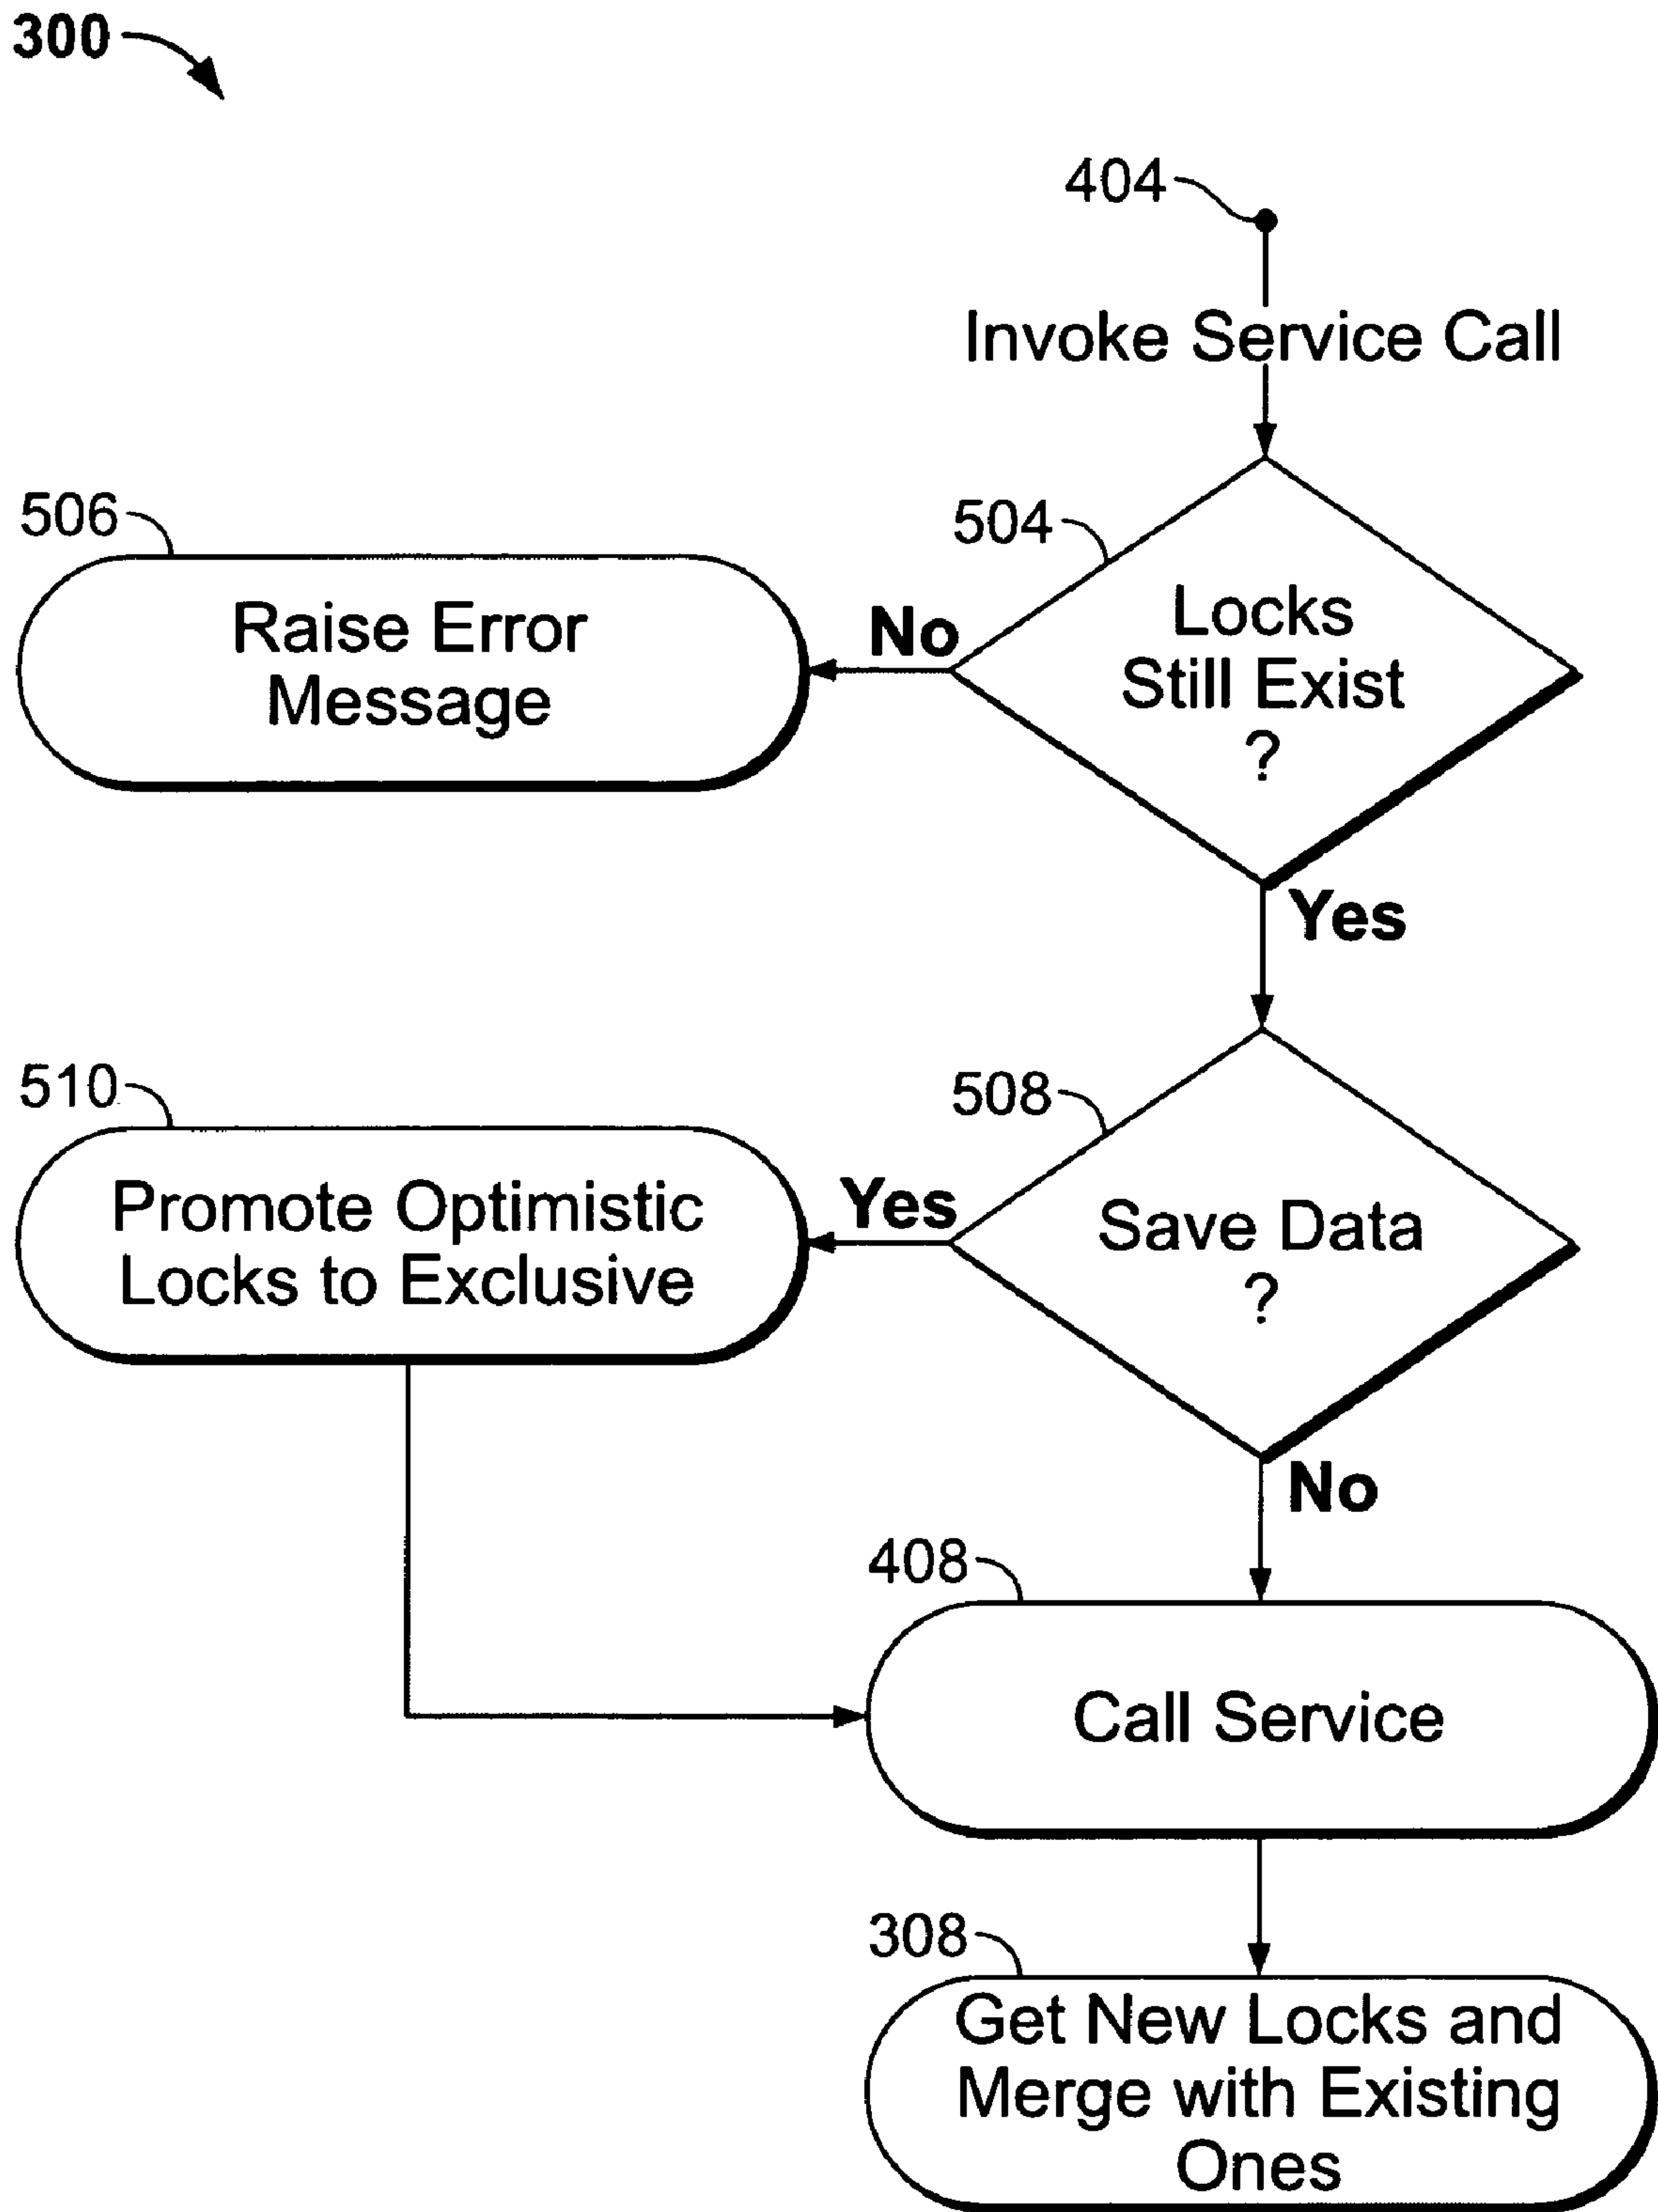 300
404
Invoke Service Call
506
504
Raise Error
Message
No
Locks
Still Exist
?
Yes
510
508
Promote Optimistic
Locks to Exclusive
Yes
Save Data
?
No
408
Call Service
308
Get New Locks and
Merge with Existing
Ones